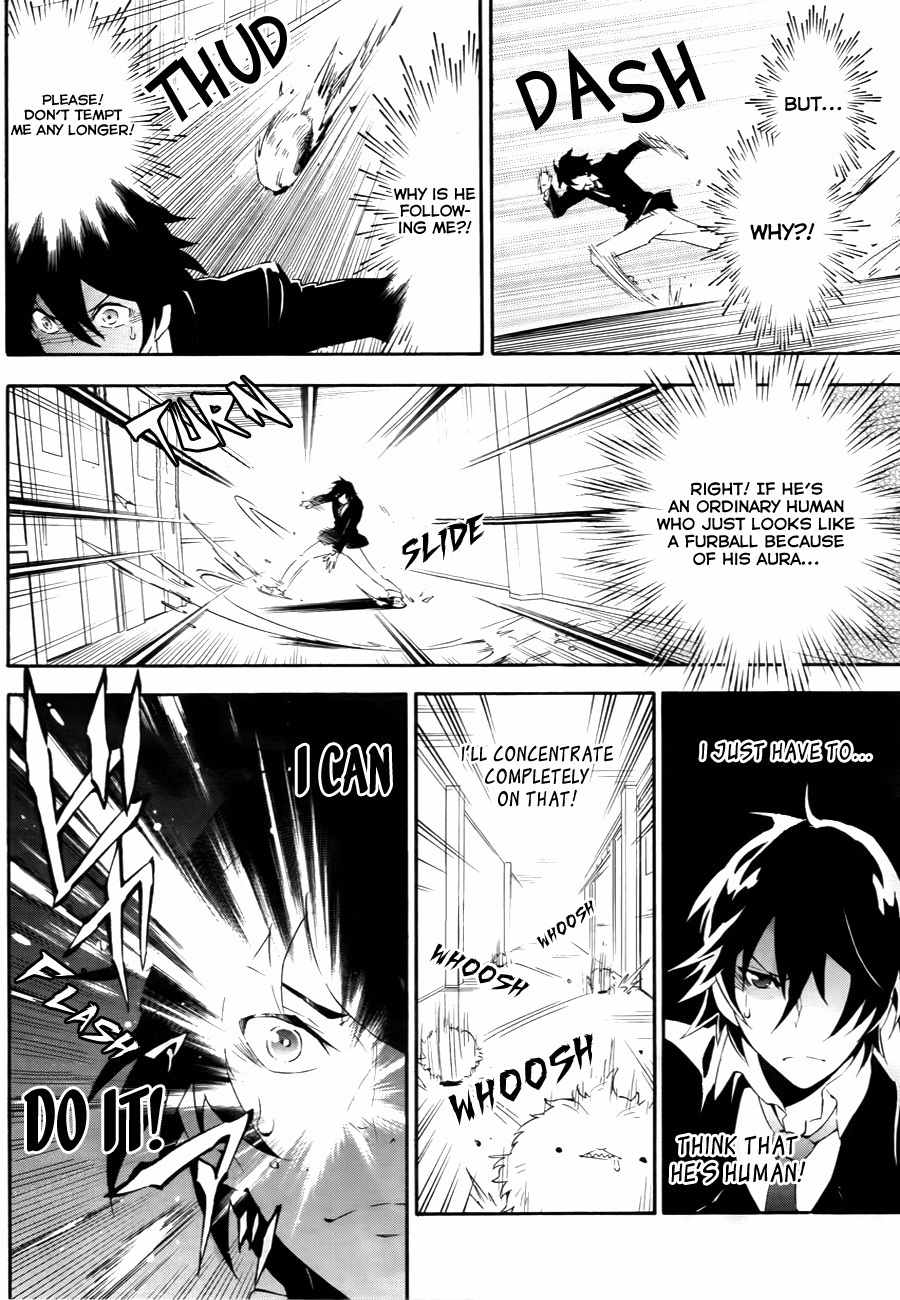 BUT...
WHY?!
DASH
WHY IS HE
FOLLOW-
ING ME?!
THUD
PLEASE!
DON'T TEMPT
ME ANY LONGER!
RIGHT! IF HE'S
AN ORDINARY HUMAN
WHO JUST LOOKS LIKE
A FURBALL BECAUSE
OF HIS AURA...
SLIDE
TURN
I JUST HAVE TO...
THINK THAT
HE'S HUMAN!
I'LL CONCENTRATE
COMPLETELY
ON THAT!
WHOOSH
WHOOSH
WHOOSH
I CAN
FLASH
DO IT!